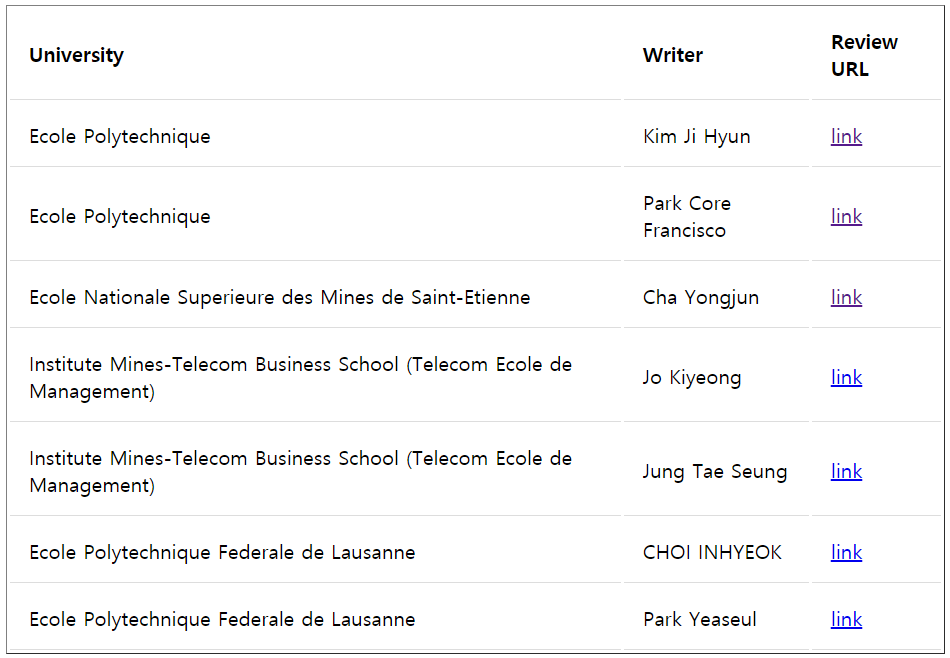 University Writer Review
URL
Ecole Polytechnique Kim Ji Hyun link
Ecole Polytechnique Park Core
Francisco link
Ecole Nationale Superieure des Mines de Saint-Etienne Cha Yongjun link
Institute Mines-Telecom Business School (Telecom Ecole de
Management) Jo Kiyeong link
Institute Mines-Telecom Business School (Telecom Ecole de
Management) Jung Tae Seung link
Ecole Polytechnique Federale de Lausanne CHOI INHYEOK link
Ecole Polytechnique Federale de Lausanne Park Yeaseul link